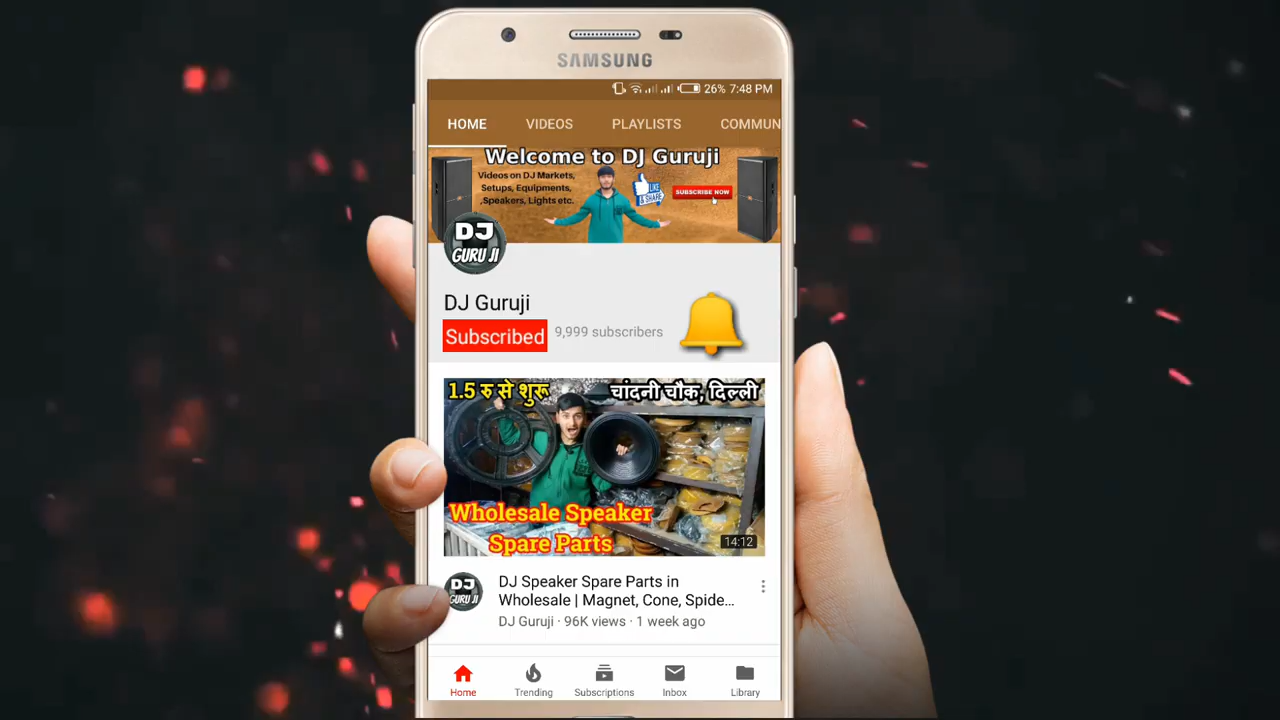 SAMSUNG
26% 7:48 PM
HOME VIDEOS PLAYLISTS COMMUN
Welcome to DJ Guruji
Videos on DJ Markets,
Setups, Equipments,
,Speakers, Lights etc.
LIKE
& SHARE
SUBSCRIBE NOW
DJ
GURU JI
DJ Guruji
Subscribed 9,999 subscribers
1.5 रु से शुरू चांदनी चौक, दिल्ली
Wholesale Speaker
Spare Parts
14:12
DJ
GURU JI
DJ Speaker Spare Parts in
Wholesale | Magnet, Cone, Spide...
DJ Guruji · 96K views · 1 week ago
Home Trending Subscriptions Inbox Library